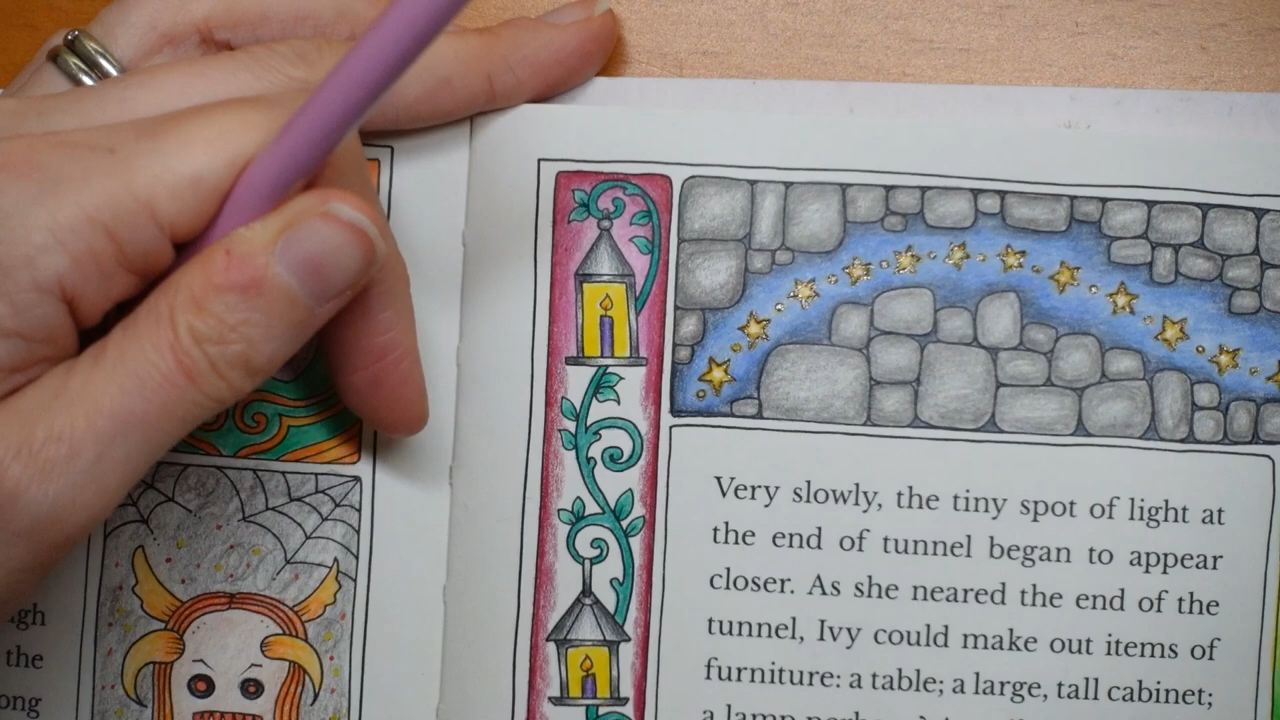 Very slowly, the tiny spot of light at
the end of tunnel began to appear
closer. As she neared the end of the
tunnel, Ivy could make out items of
furniture: a table; a large, tall cabinet;
a lamp
the